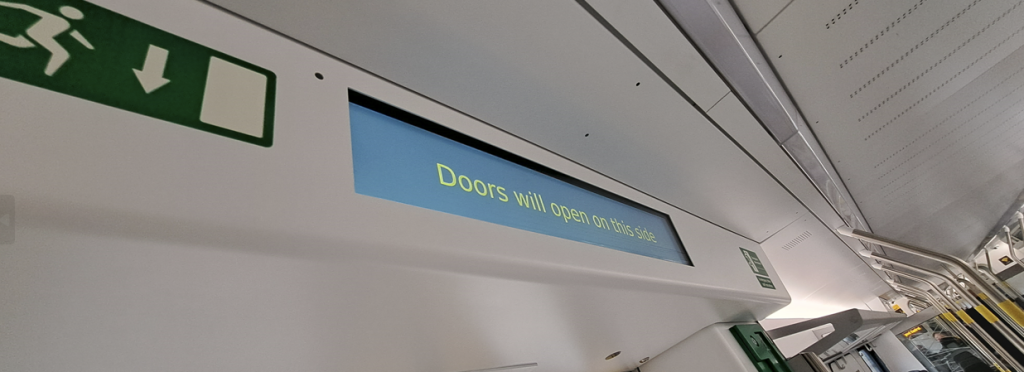 Doors will open on this side